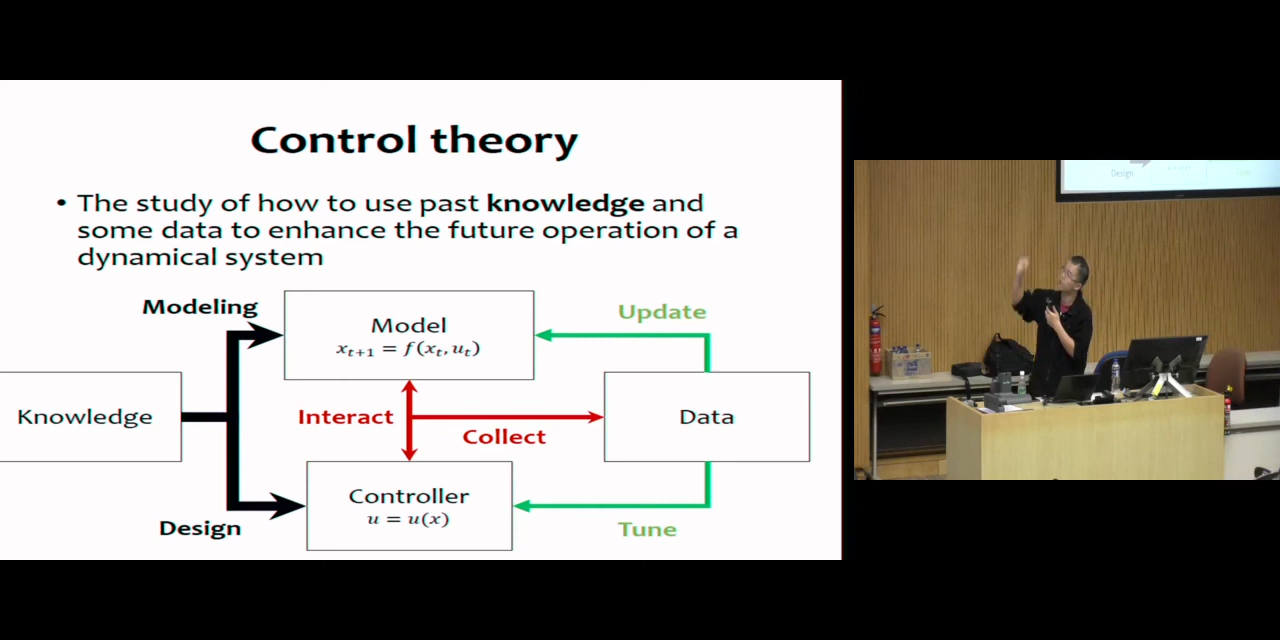 Control theory
• The study of how to use past knowledge and
some data to enhance the future operation of a
dynamical system
Modeling
Model
x_{t+1} = f(x_t, u_t)
Update
Knowledge
Interact
Collect
Data
Controller
u = u(x)
Design
Tune
Design